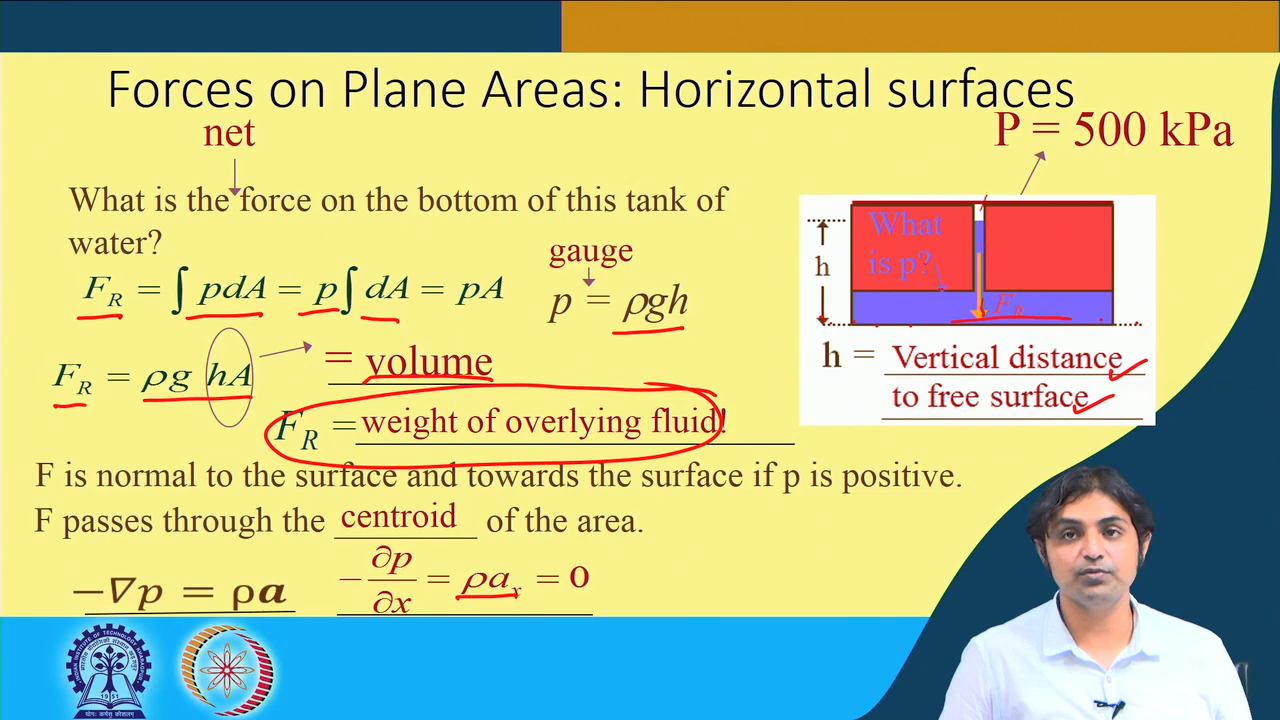 Forces on Plane Areas: Horizontal surfaces
net
P = 500 kPa
What is the force on the bottom of this tank of
water?
gauge
F_R = ∫ pdA = p∫ dA = pA
p = ρgh
What
is p?
h
F_R
F_R = ρg hA
= volume
h = Vertical distance
to free surface
F_R = weight of overlying fluid!
F is normal to the surface and towards the surface if p is positive.
F passes through the centroid of the area.
−∇p = ρa
−∂p/∂x = ρa_x = 0
1951